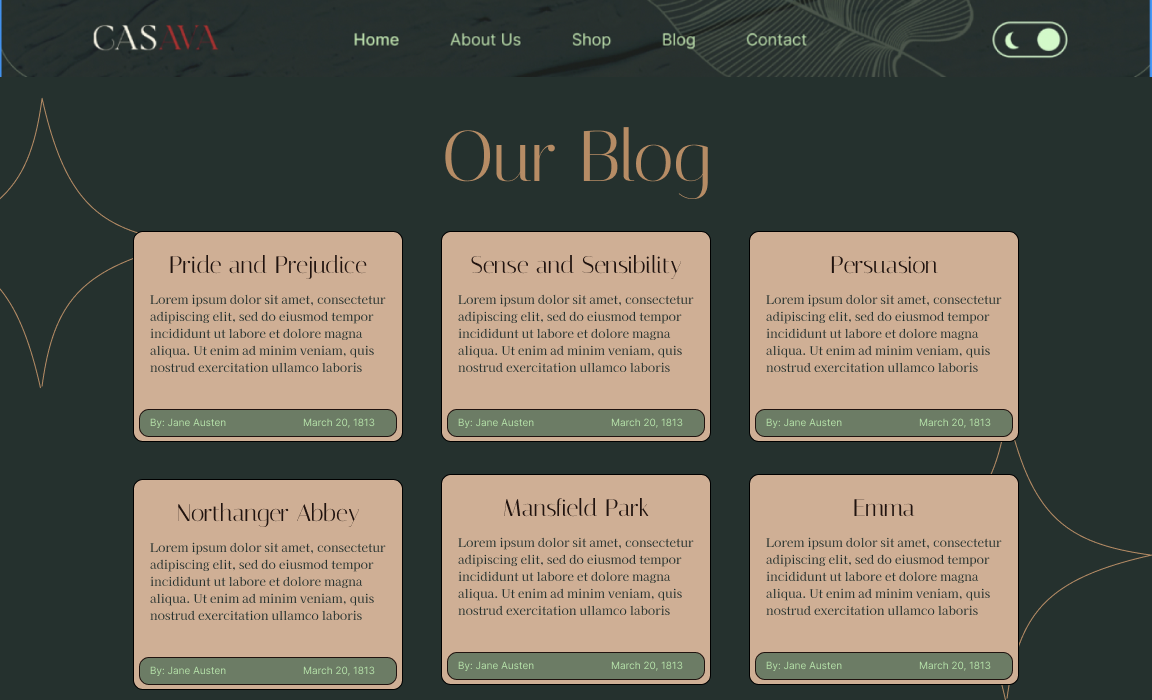 CASAVVA
Home About Us Shop Blog Contact
Our Blog
Pride and Prejudice
Lorem ipsum dolor sit amet, consectetur
adipiscing elit, sed do eiusmod tempor
incididunt ut labore et dolore magna
aliqua. Ut enim ad minim veniam, quis
nostrud exercitation ullamco laboris
By: Jane Austen March 20, 1813
Sense and Sensibility
Lorem ipsum dolor sit amet, consectetur
adipiscing elit, sed do eiusmod tempor
incididunt ut labore et dolore magna
aliqua. Ut enim ad minim veniam, quis
nostrud exercitation ullamco laboris
By: Jane Austen March 20, 1813
Persuasion
Lorem ipsum dolor sit amet, consectetur
adipiscing elit, sed do eiusmod tempor
incididunt ut labore et dolore magna
aliqua. Ut enim ad minim veniam, quis
nostrud exercitation ullamco laboris
By: Jane Austen March 20, 1813
Northanger Abbey
Lorem ipsum dolor sit amet, consectetur
adipiscing elit, sed do eiusmod tempor
incididunt ut labore et dolore magna
aliqua. Ut enim ad minim veniam, quis
nostrud exercitation ullamco laboris
By: Jane Austen March 20, 1813
Mansfield Park
Lorem ipsum dolor sit amet, consectetur
adipiscing elit, sed do eiusmod tempor
incididunt ut labore et dolore magna
aliqua. Ut enim ad minim veniam, quis
nostrud exercitation ullamco laboris
By: Jane Austen March 20, 1813
Emma
Lorem ipsum dolor sit amet, consectetur
adipiscing elit, sed do eiusmod tempor
incididunt ut labore et dolore magna
aliqua. Ut enim ad minim veniam, quis
nostrud exercitation ullamco laboris
By: Jane Austen March 20, 1813